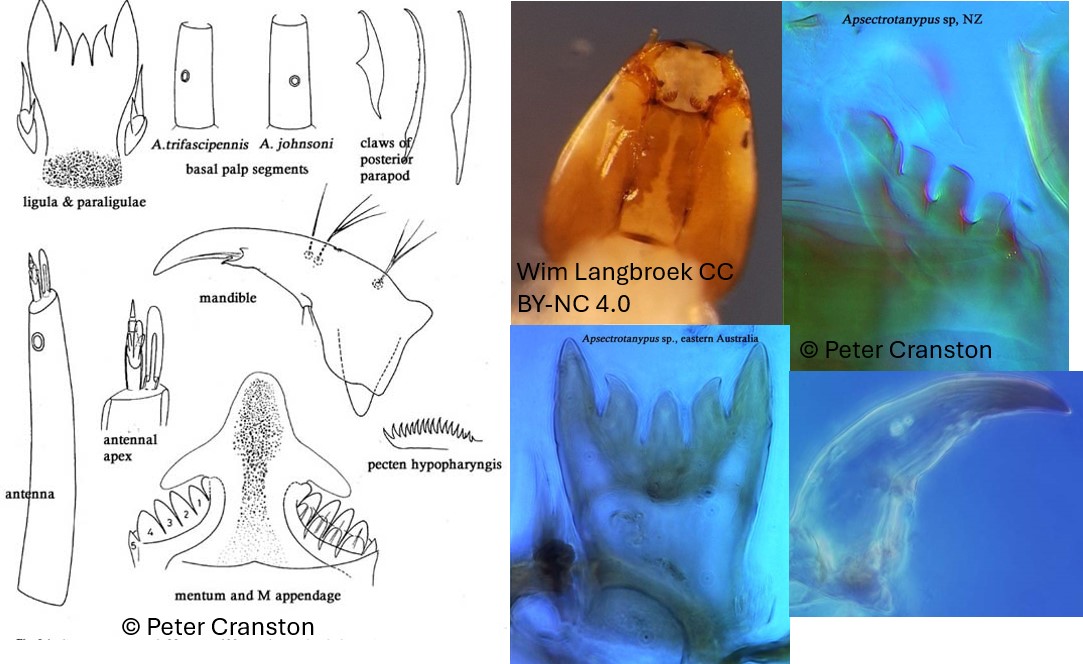 ligula & paraligulae
A.trifascipennis A. johnsoni
basal palp segments
claws of
posterior
parapod
mandible
antenna
antennal
apex
pecten hypopharyngis
5 4 3 2 1
mentum and M appendage
© Peter Cranston
Wim Langbroek CC
BY-NC 4.0
Apsectrotanypus sp, NZ
© Peter Cranston
Apsectrotanypus sp., eastern Australia